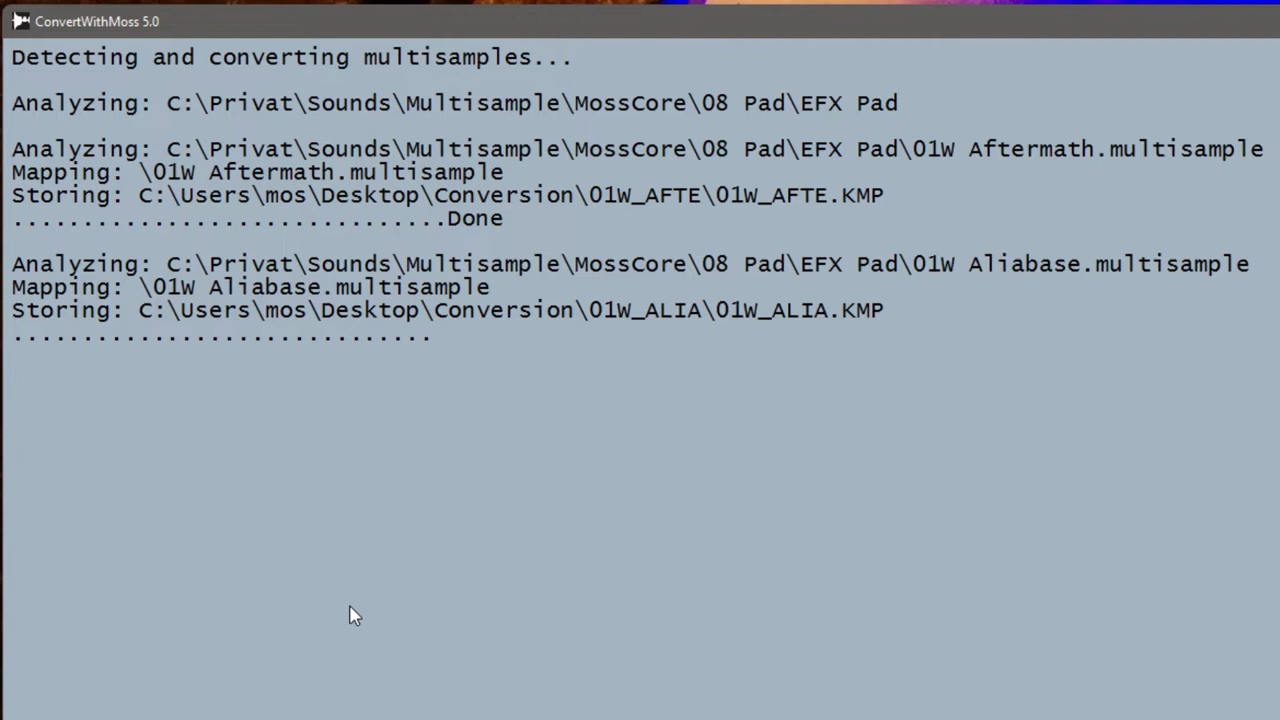 ConvertWithMoss 5.0
Detecting and converting multisamples...
Analyzing: C:\Privat\Sounds\Multisample\MossCore\08 Pad\EFX Pad
Analyzing: C:\Privat\Sounds\Multisample\MossCore\08 Pad\EFX Pad\01W Aftermath.multisample
Mapping: \01W Aftermath.multisample
Storing: C:\Users\mos\Desktop\Conversion\01W_AFTE\01W_AFTE.KMP
...............................Done
Analyzing: C:\Privat\Sounds\Multisample\MossCore\08 Pad\EFX Pad\01W Aliabase.multisample
Mapping: \01W Aliabase.multisample
Storing: C:\Users\mos\Desktop\Conversion\01W_ALIA\01W_ALIA.KMP
..............................